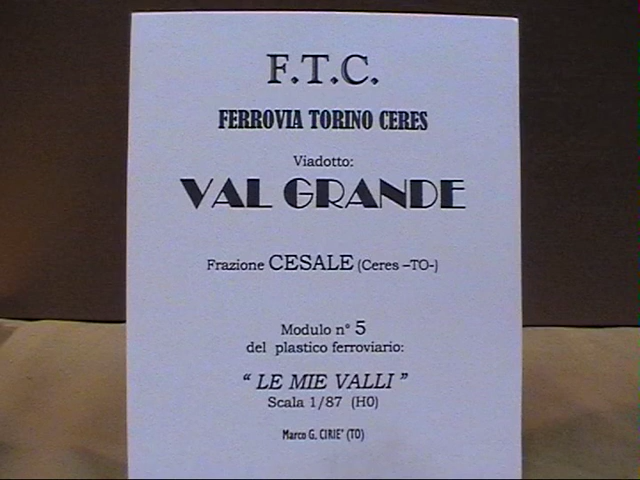 F.T.C.
FERROVIA TORINO CERES
Viadotto:
VAL GRANDE
Frazione CESALE (Ceres –TO-)
Modulo n° 5
del plastico ferroviario:
“ LE MIE VALLI ”
Scala 1/87 (H0)
Marco G. CIRIE’ (TO)